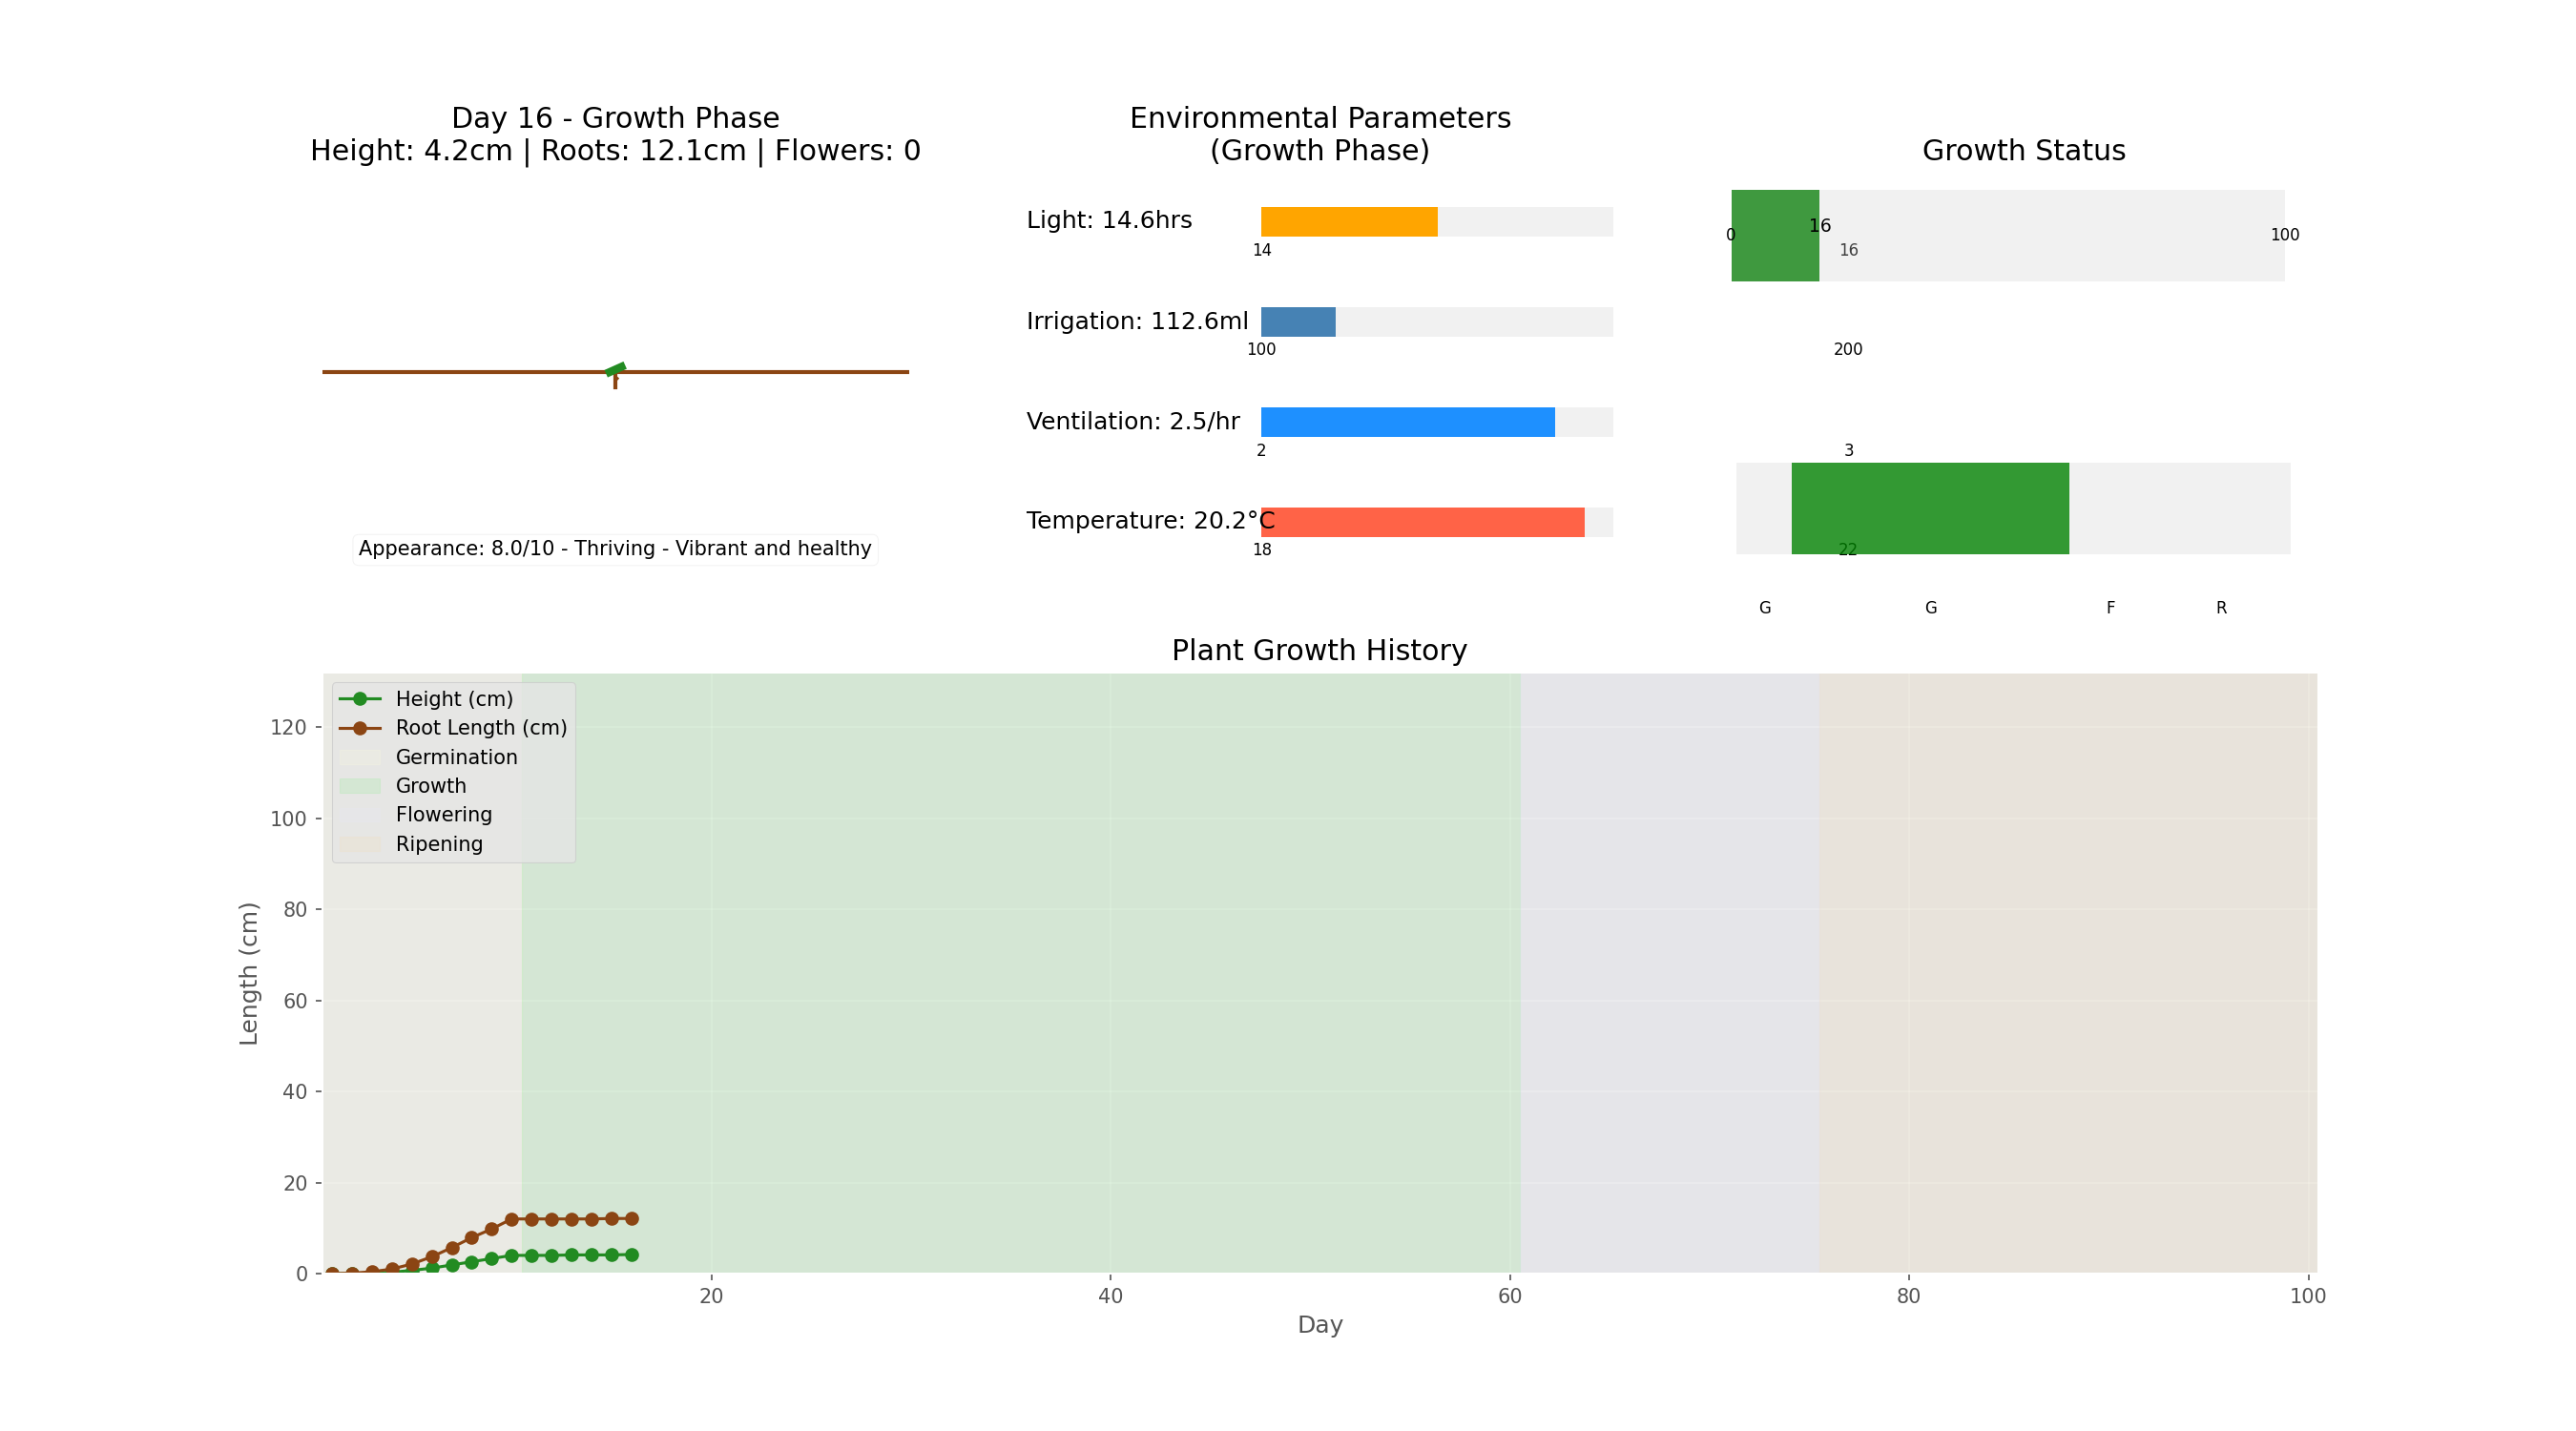 Day 16 - Growth Phase
Height: 4.2cm | Roots: 12.1cm | Flowers: 0
Appearance: 8.0/10 - Thriving - Vibrant and healthy
Environmental Parameters
(Growth Phase)
Light: 14.6hrs
14
16
Irrigation: 112.6ml
100
200
Ventilation: 2.5/hr
2
3
Temperature: 20.2°C
18
22
Growth Status
0
16
100
G
G
F
R
Plant Growth History
Height (cm)
Root Length (cm)
Germination
Growth
Flowering
Ripening
Length (cm)
120
100
80
60
40
20
0
20
40
60
80
100
Day